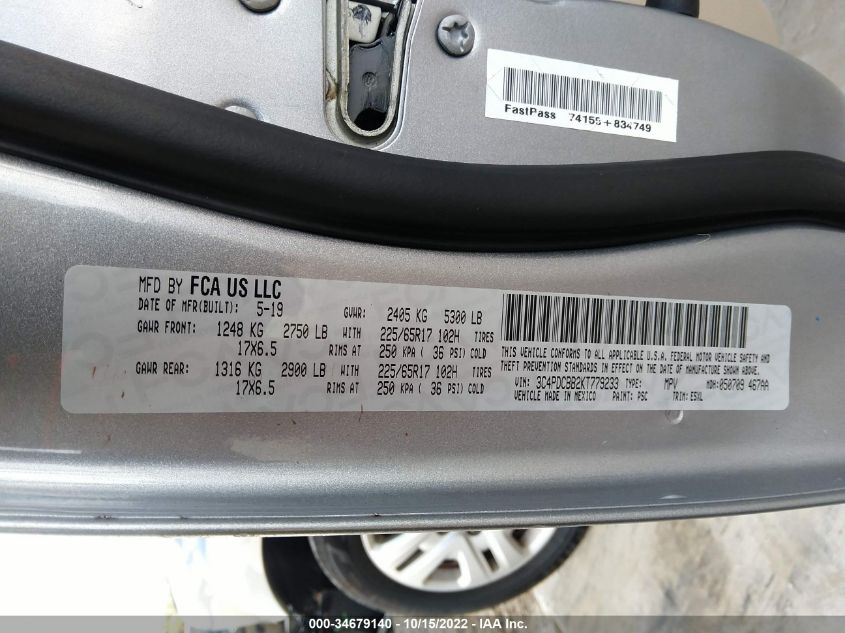 FastPass 74155+834749
MFD BY FCA US LLC
DATE OF MFR(BUILT): 5-19 GVWR: 2405 KG 5300 LB
GAWR FRONT: 1248 KG 2750 LB WITH 225/65R17 102H TIRES
17X6.5 RIMS AT 250 KPA ( 36 PSI) COLD
GAWR REAR: 1316 KG 2900 LB WITH 225/65R17 102H TIRES
17X6.5 RIMS AT 250 KPA ( 36 PSI) COLD
THIS VEHICLE CONFORMS TO ALL APPLICABLE U.S.A. FEDERAL MOTOR VEHICLE SAFETY AND
THEFT PREVENTION STANDARDS IN EFFECT ON THE DATE OF MANUFACTURE SHOWN ABOVE.
VIN: 3C4PDCBB2KT779233 TYPE: MPV MDH: 050709 467AA
VEHICLE MADE IN MEXICO PAINT: PSC TRIM: E5XL
000-34679140 - 10/15/2022 - IAA Inc.